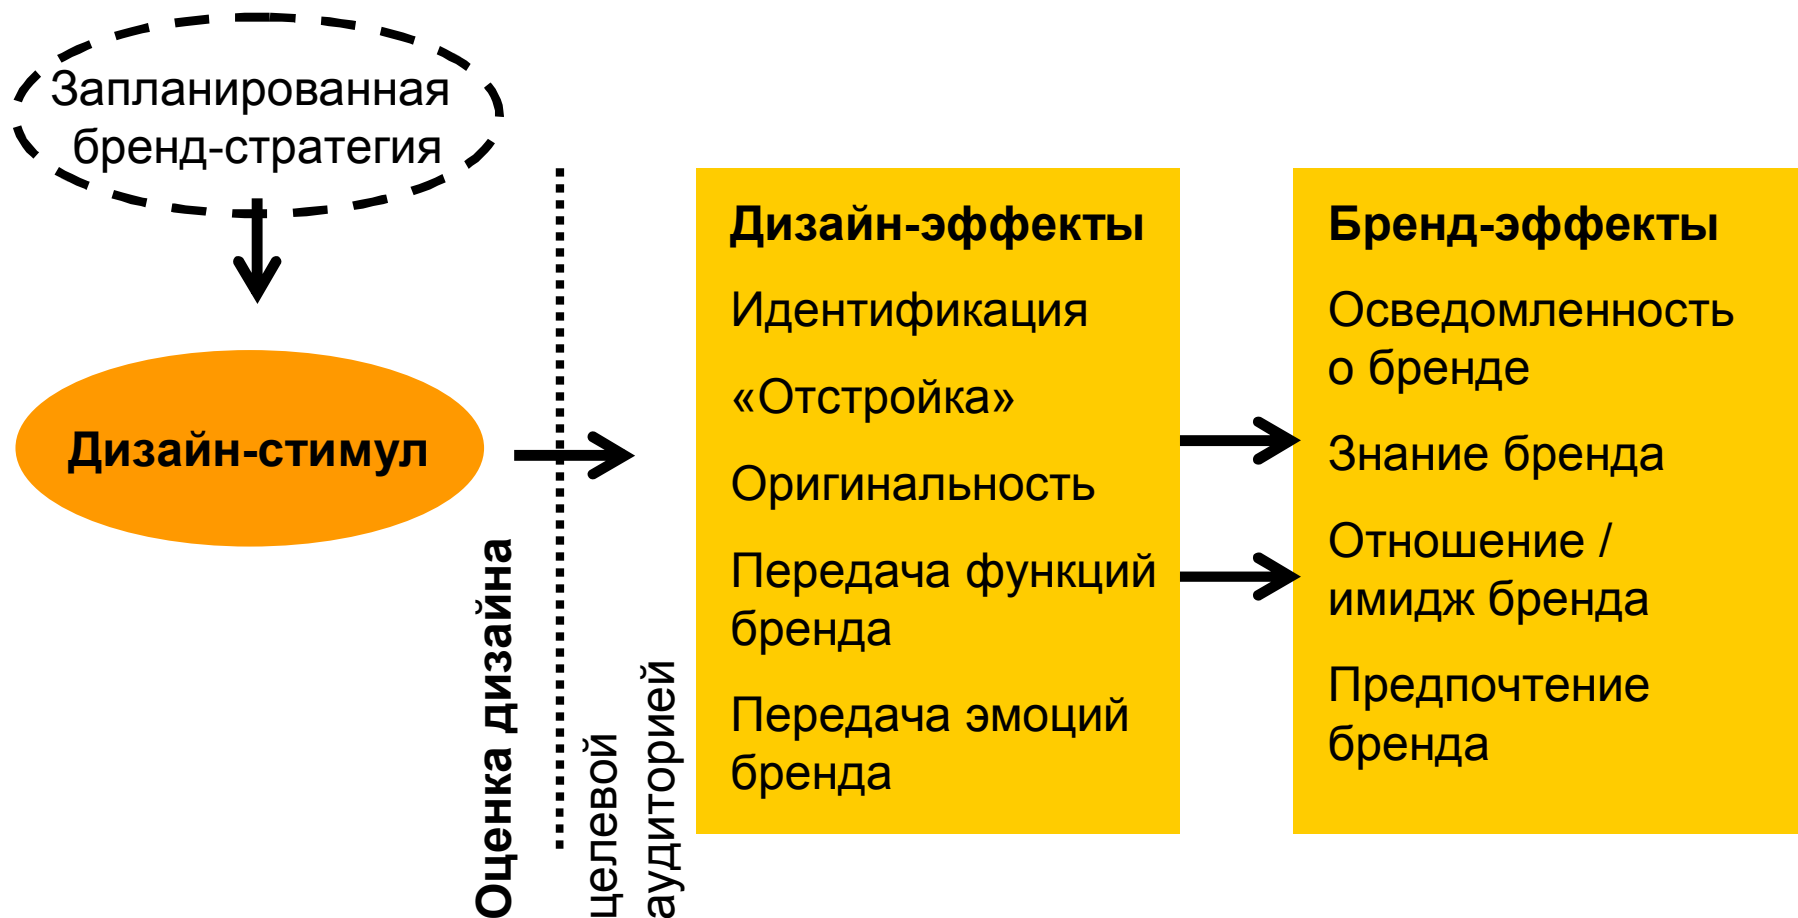 Запланированная
бренд-стратегия
Дизайн-стимул
Оценка дизайна
целевой
аудиторией
Дизайн-эффекты
Идентификация
«Отстройка»
Оригинальность
Передача функций
бренда
Передача эмоций
бренда
Бренд-эффекты
Осведомленность
о бренде
Знание бренда
Отношение /
имидж бренда
Предпочтение
бренда